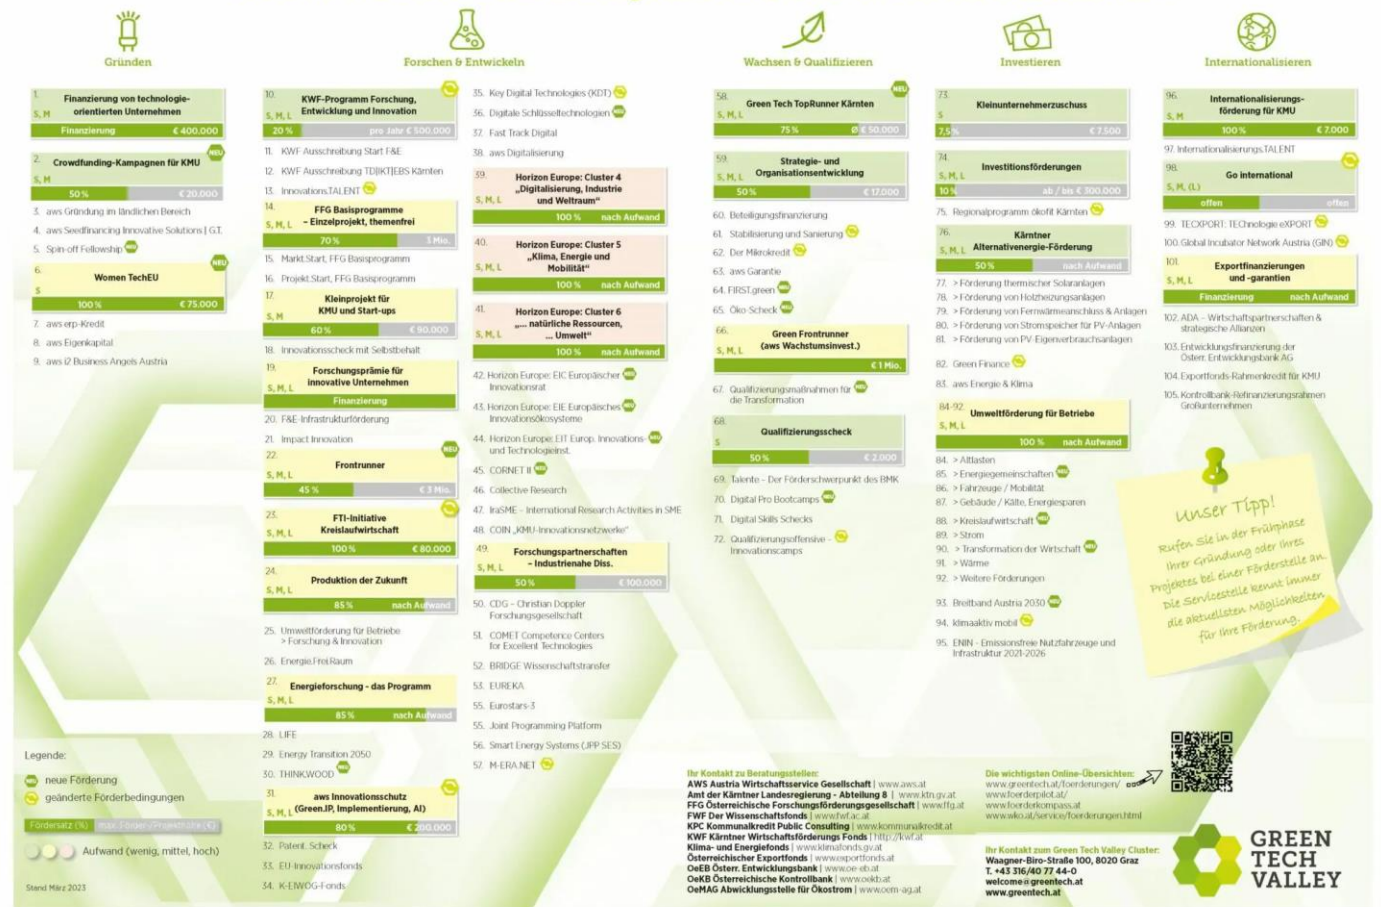 Gründen
1.
Finanzierung von technologie-
orientierten Unternehmen
S, M
Finanzierung € 400.000
2.
NEU
Crowdfunding-Kampagnen für KMU
S, M
50 % € 20.000
3. aws Gründung im ländlichen Bereich
4. aws Seedfinancing Innovative Solutions | G.T.
5. Spin-off Fellowship NEU
6.
NEU
Women TechEU
S
100 % € 75.000
7. aws erp-Kredit
8. aws Eigenkapital
9. aws i2 Business Angels Austria
Forschen & Entwickeln
10.
KWF-Programm Forschung,
Entwicklung und Innovation
S, M, L
20 % pro Jahr € 500.000
11. KWF Ausschreibung Start F&E
12. KWF Ausschreibung TD|IKT|EBS Kärnten
13. Innovations.TALENT
14.
FFG Basisprogramme
– Einzelprojekt, themenfrei
S, M, L
70 % 3 Mio.
15. Markt.Start, FFG Basisprogramm
16. Projekt.Start, FFG Basisprogramm
17.
Kleinprojekt für
KMU und Start-ups
S, M
60 % € 90.000
18. Innovationsscheck mit Selbstbehalt
19.
Forschungsprämie für
innovative Unternehmen
S, M, L
Finanzierung
20. F&E-Infrastrukturförderung
21. Impact Innovation
22.
NEU
Frontrunner
S, M, L
45 % € 3 Mio.
23.
FTI-Initiative
Kreislaufwirtschaft
S, M, L
100 % € 80.000
24.
Produktion der Zukunft
S, M, L
85 % nach Aufwand
25. Umweltförderung für Betriebe
> Forschung & Innovation
26. Energie.Frei.Raum
27.
Energieforschung - das Programm
S, M, L
85 % nach Aufwand
28. LIFE
29. Energy Transition 2050
30. THINK.WOOD NEU
31.
aws Innovationsschutz
(Green.IP, Implementierung, AI)
S, M, L
80 % € 200.000
32. Patent. Scheck
33. EU-Innovationsfonds
34. K-EIWOG-Fonds
35. Key Digital Technologies (KDT)
36. Digitale Schlüsseltechnologien NEU
37. Fast Track Digital
38. aws Digitalisierung
39.
Horizon Europe: Cluster 4
„Digitalisierung, Industrie
und Weltraum“
S, M, L
100 % nach Aufwand
40.
Horizon Europe: Cluster 5
„Klima, Energie und
Mobilität“
S, M, L
100 % nach Aufwand
41.
Horizon Europe: Cluster 6
„... natürliche Ressourcen,
... Umwelt“
S, M, L
100 % nach Aufwand
42. Horizon Europe: EIC Europäischer NEU
Innovationsrat
43. Horizon Europe: EIE Europäisches NEU
Innovationsökosysteme
44. Horizon Europe: EIT Europ. Innovations- NEU
und Technologieinst.
45. CORNET II NEU
46. Collective Research
47. IraSME – International Research Activities in SME
48. COIN „KMU-Innovationsnetzwerke“
49.
Forschungspartnerschaften
– Industrienahe Diss.
S, M, L
50 % € 100.000
50. CDG – Christian Doppler
Forschungsgesellschaft
51. COMET Competence Centers
for Excellent Technologies
52. BRIDGE Wissenschaftstransfer
53. EUREKA
55. Eurostars-3
55. Joint Programming Platform
56. Smart Energy Systems (JPP SES)
57. M-ERA.NET
Wachsen & Qualifizieren
58.
NEU
Green Tech TopRunner Kärnten
S, M, L
75 % Ø € 50.000
59.
Strategie- und
Organisationsentwicklung
S, M, L
50 % € 17.000
60. Beteiligungsfinanzierung
61. Stabilisierung und Sanierung
62. Der Mikrokredit
63. aws Garantie
64. FIRST.green NEU
65. Öko-Scheck NEU
66.
Green Frontrunner
(aws Wachstumsinvest.)
S, M, L
€ 1 Mio.
67. Qualifizierungsmaßnahmen für NEU
die Transformation
68.
Qualifizierungsscheck
S
50 % € 2.000
69. Talente – Der Förderschwerpunkt des BMK
70. Digital Pro Bootcamps NEU
71. Digital Skills Schecks
72. Qualifizierungsoffensive –
Innovationscamps
Investieren
73.
Kleinunternehmerzuschuss
S
7,5% € 7.500
74.
Investitionsförderungen
S, M, L
10 % ab / bis € 300.000
75. Regionalprogramm ökofit Kärnten
76.
Kärntner
Alternativenergie-Förderung
S, M, L
50 % nach Aufwand
77. > Förderung thermischer Solaranlagen
78. > Förderung von Holzheizungsanlagen
79. > Förderung von Fernwärmeanschluss & Anlagen
80. > Förderung von Stromspeicher für PV-Anlagen
81. > Förderung von PV-Eigenverbrauchsanlagen
82. Green Finance
83. aws Energie & Klima
84-92.
Umweltförderung für Betriebe
S, M, L
100 % nach Aufwand
84. > Altlasten
85. > Energiegemeinschaften NEU
86. > Fahrzeuge / Mobilität
87. > Gebäude / Kälte, Energiesparen
88. > Kreislaufwirtschaft NEU
89. > Strom
90. > Transformation der Wirtschaft NEU
91. > Wärme
92. > Weitere Förderungen
93. Breitband Austria 2030 NEU
94. klimaaktiv mobil
95. ENIN – Emissionsfreie Nutzfahrzeuge und
Infrastruktur 2021-2026
Internationalisieren
96.
Internationalisierungs-
förderung für KMU
S, M
100 % € 7.000
97. Internationalisierungs.TALENT
98.
Go international
S, M, (L)
offen offen
99. TECXPORT: TEChnologie eXPORT
100. Global Incubator Network Austria (GIN)
101.
Exportfinanzierungen
und -garantien
S, M, L
Finanzierung nach Aufwand
102. ADA – Wirtschaftspartnerschaften &
strategische Allianzen
103. Entwicklungsfinanzierung der
Österr. Entwicklungsbank AG
104. Exportfonds-Rahmenkredit für KMU
105. Kontrollbank-Refinanzierungsrahmen
Großunternehmen
Unser Tipp!
Rufen Sie in der Frühphase
Ihrer Gründung oder Ihres
Projektes bei einer Förderstelle an.
Die Servicestelle kennt immer
die aktuellsten Möglichkeiten
für Ihre Förderung.
Legende:
NEU neue Förderung
geänderte Förderbedingungen
Fördersatz (%) max. Förder-/Projekthöhe (€)
Aufwand (wenig, mittel, hoch)
Stand März 2023
Ihr Kontakt zu Beratungsstellen:
AWS Austria Wirtschaftsservice Gesellschaft | www.aws.at
Amt der Kärntner Landesregierung - Abteilung 8 | www.ktn.gv.at
FFG Österreichische Forschungsförderungsgesellschaft | www.ffg.at
FWF Der Wissenschaftsfonds | www.fwf.ac.at
KPC Kommunalkredit Public Consulting | www.kommunalkredit.at
KWF Kärntner Wirtschaftsförderungs Fonds | http://kwf.at
Klima- und Energiefonds | www.klimafonds.gv.at
Österreichischer Exportfonds | www.exportfonds.at
OeEB Österr. Entwicklungsbank | www.oe-eb.at
OeKB Österreichische Kontrollbank | www.oekb.at
OeMAG Abwicklungsstelle für Ökostrom | www.oem-ag.at
Die wichtigsten Online-Übersichten:
www.greentech.at/foerderungen/
www.foerderpilot.at/
www.foerderkompass.at
www.wko.at/service/foerderungen.html
Ihr Kontakt zum Green Tech Valley Cluster:
Waagner-Biro-Straße 100, 8020 Graz
T. +43 316/40 77 44-0
welcome@greentech.at
www.greentech.at
GREEN
TECH
VALLEY